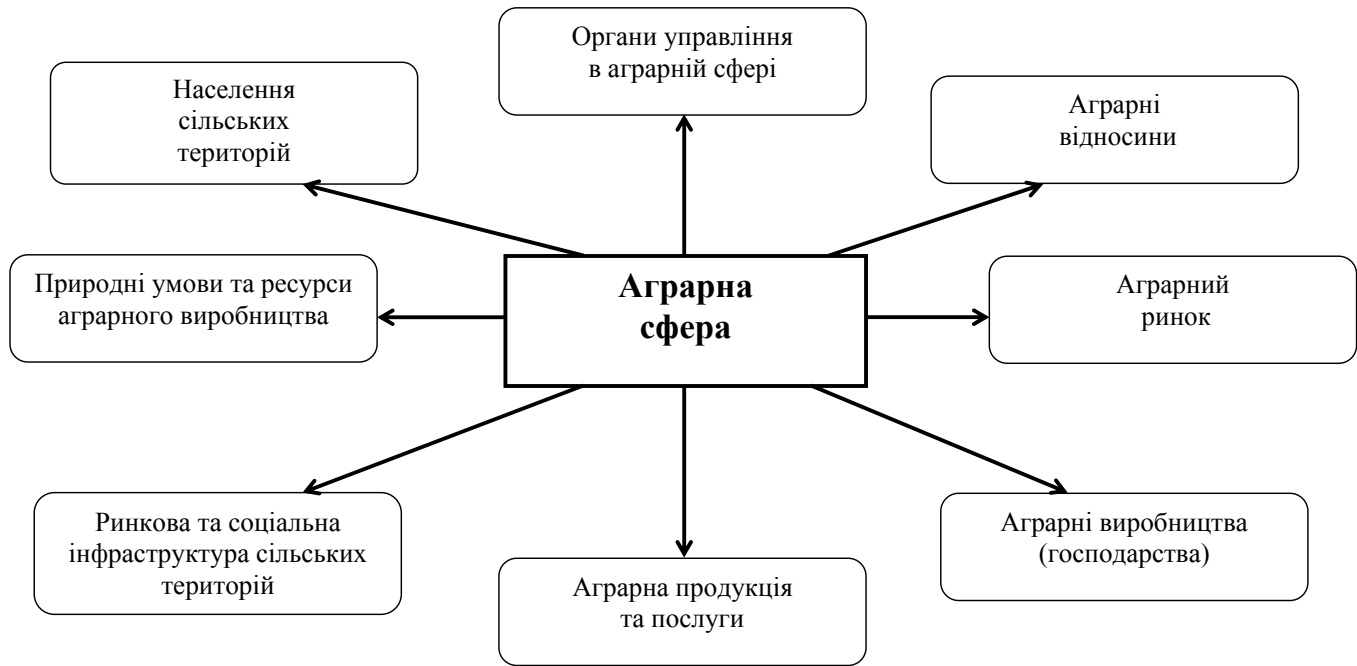 Органи управління
в аграрній сфері
Населення
сільських
територій
Аграрні
відносини
Природні умови та ресурси
аграрного виробництва
Аграрна
сфера
Аграрний
ринок
Ринкова та соціальна
інфраструктура сільських
територій
Аграрна продукція
та послуги
Аграрні виробництва
(господарства)